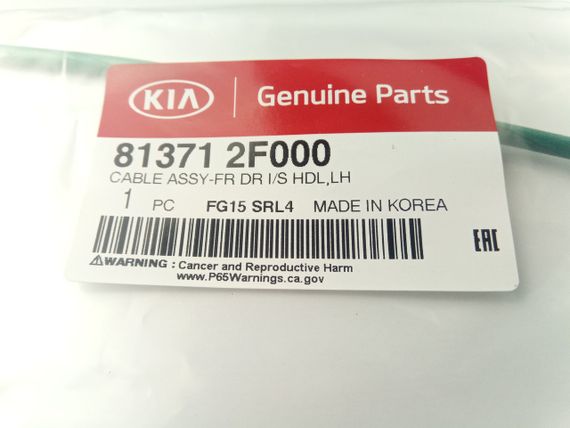 KIA Genuine Parts
81371 2F000
CABLE ASSY-FR DR I/S HDL,LH
1 PC FG15 SRL4 MADE IN KOREA
EAC
WARNING : Cancer and Reproductive Harm
www.P65Warnings.ca.gov